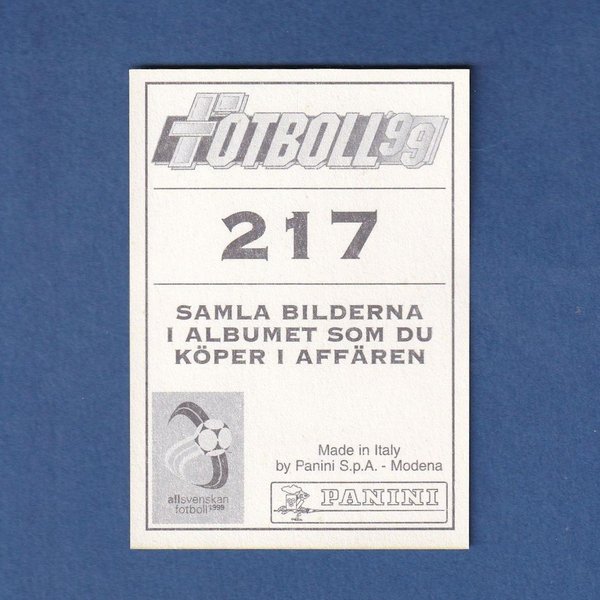 FOTBOLL'99
217
SAMLA BILDERNA
I ALBUMET SOM DU
KÖPER I AFFÄREN
allsvenskan
fotboll1999
Made in Italy
by Panini S.p.A. - Modena
PANINI